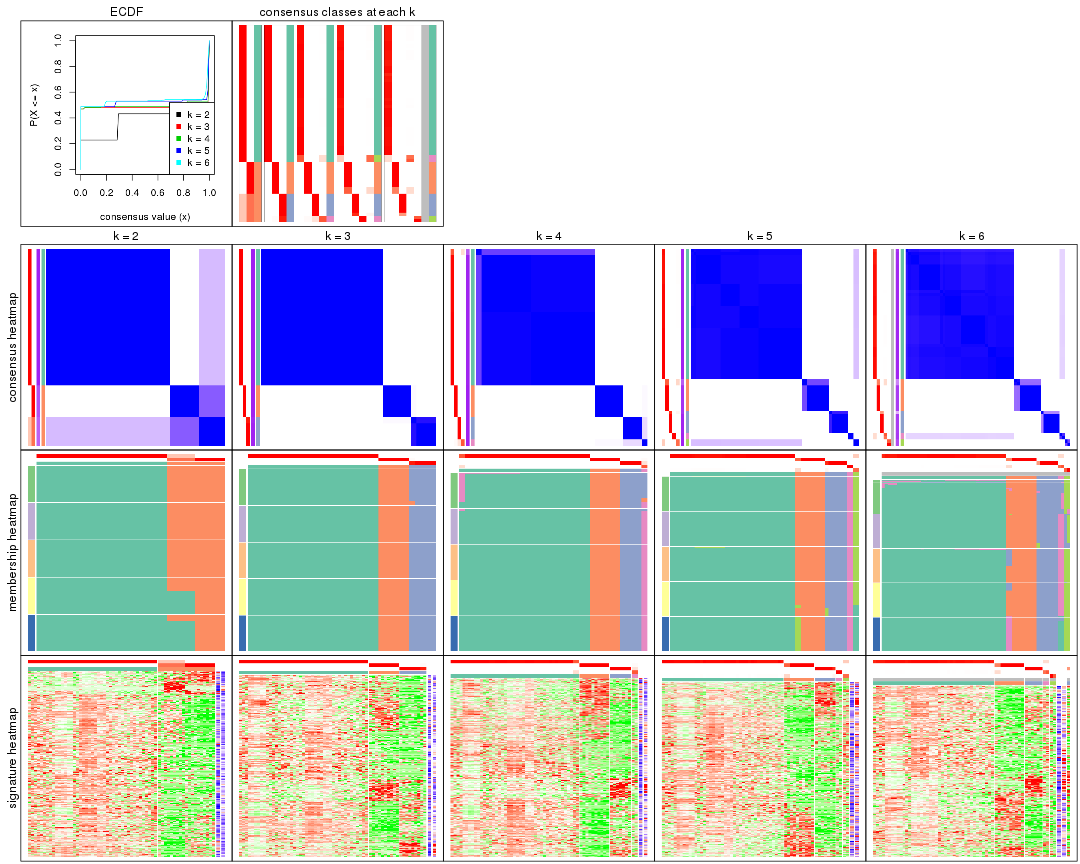 ECDF
consensus classes at each k
P(X <= x)
0.0 0.2 0.4 0.6 0.8 1.0
k = 2
k = 3
k = 4
k = 5
k = 6
0.0 0.2 0.4 0.6 0.8 1.0
consensus value (x)
k = 2
k = 3
k = 4
k = 5
k = 6
consensus heatmap
membership heatmap
signature heatmap